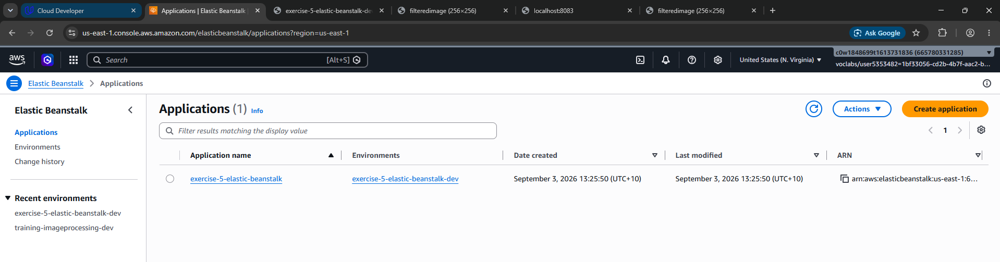 Cloud Developer
Applications | Elastic Beanstalk
exercise-5-elastic-beanstalk-de
filteredimage (256×256)
localhost:8083
filteredimage (256×256)
us-east-1.console.aws.amazon.com/elasticbeanstalk/applications?region=us-east-1
Ask Google
aws
Search
[Alt+S]
United States (N. Virginia)
c0w1848699t1613731836 (665780331285)
voclabs/user5353482=1bf33056-cd2b-4b7f-aac2-b...
Elastic Beanstalk
Applications
Elastic Beanstalk
Applications
Environments
Change history
Recent environments
exercise-5-elastic-beanstalk-dev
training-imageprocessing-dev
Applications (1) Info
Actions
Create application
Filter results matching the display value
1
Application name Environments Date created Last modified ARN
exercise-5-elastic-beanstalk exercise-5-elastic-beanstalk-dev September 3, 2026 13:25:50 (UTC+10) September 3, 2026 13:25:50 (UTC+10) arn:aws:elasticbeanstalk:us-east-1:6...